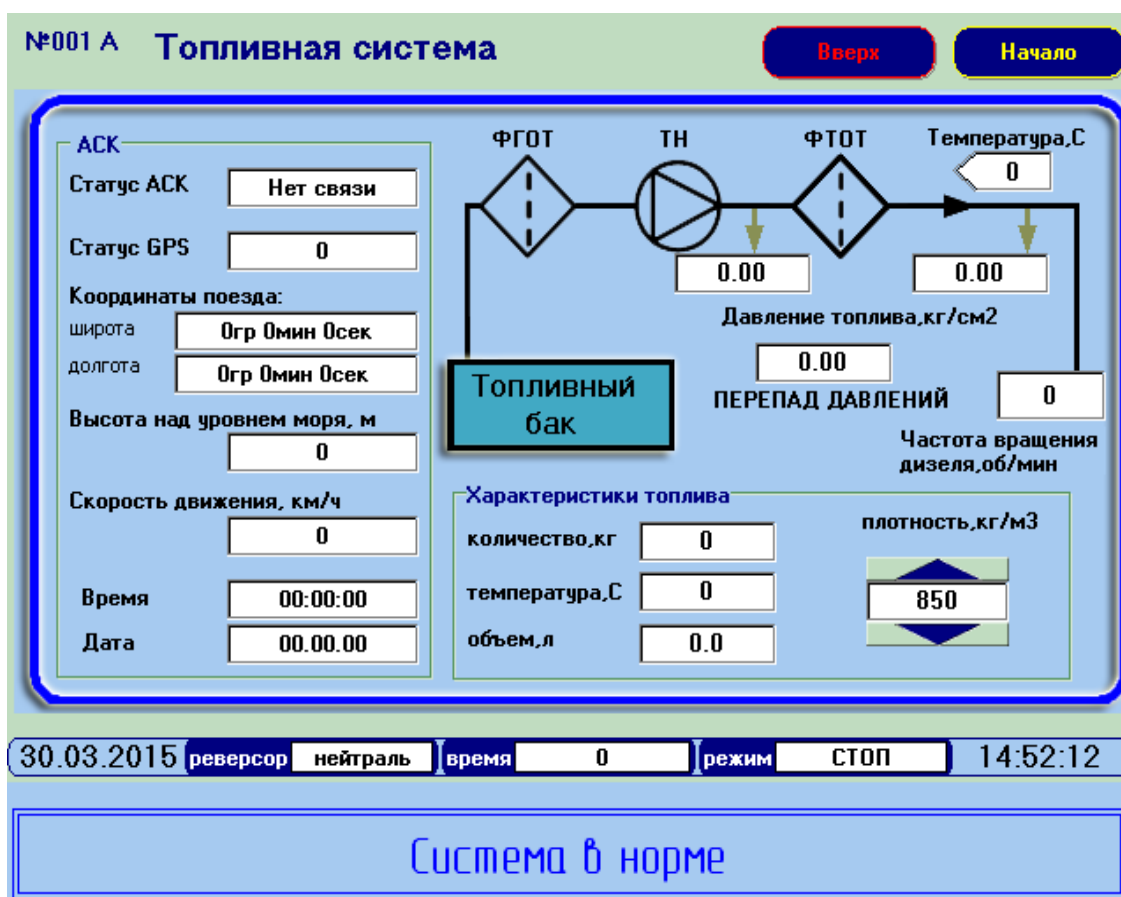 №001 А
Топливная система
Вверх
Начало
АСК
Статус АСК
Нет связи
Статус GPS
0
Координаты поезда:
широта
0гр 0мин 0сек
долгота
0гр 0мин 0сек
Высота над уровнем моря, м
0
Скорость движения, км/ч
0
Время
00:00:00
Дата
00.00.00
ФГОТ
ТН
ФТОТ
Температура,С
0
0.00
0.00
Давление топлива,кг/см2
0.00
ПЕРЕПАД ДАВЛЕНИЙ
Топливный
бак
0
Частота вращения
дизеля,об/мин
Характеристики топлива
количество,кг
0
температура,С
0
объем,л
0.0
плотность,кг/м3
850
30.03.2015
реверсор
нейтраль
время
0
режим
СТОП
14:52:12
Система в норме